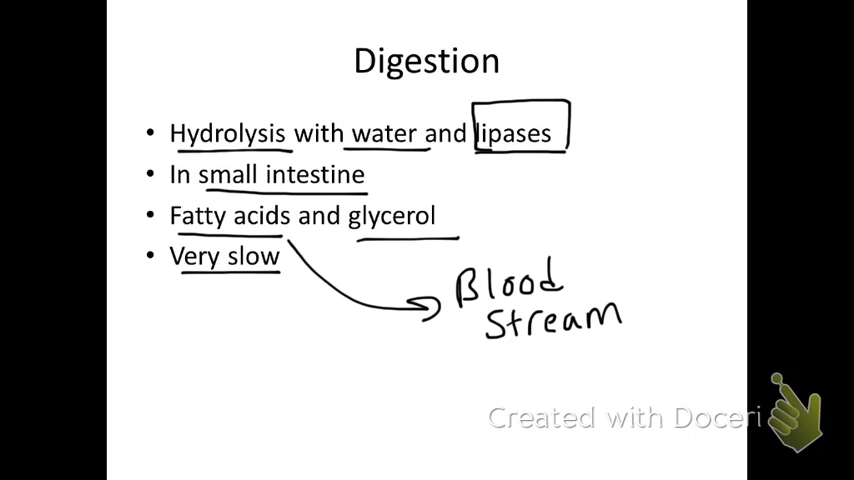 Digestion
• Hydrolysis with water and lipases
• In small intestine
• Fatty acids and glycerol
• Very slow
Blood
Stream
Created with Doceri